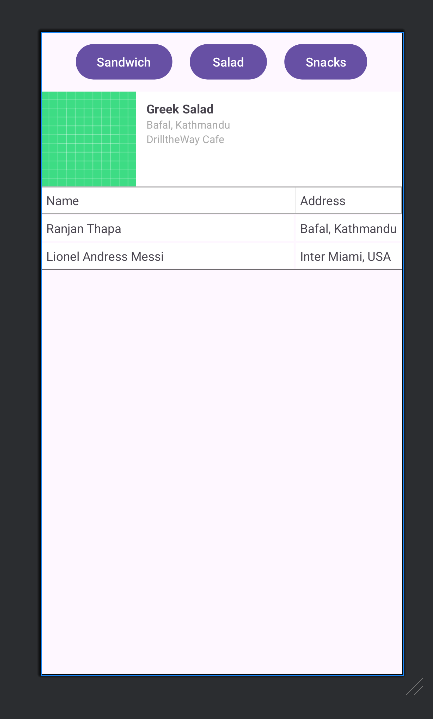 Sandwich Salad Snacks
Greek Salad
Bafal, Kathmandu
DrilltheWay Cafe
Name Address
Ranjan Thapa Bafal, Kathmandu
Lionel Andress Messi Inter Miami, USA